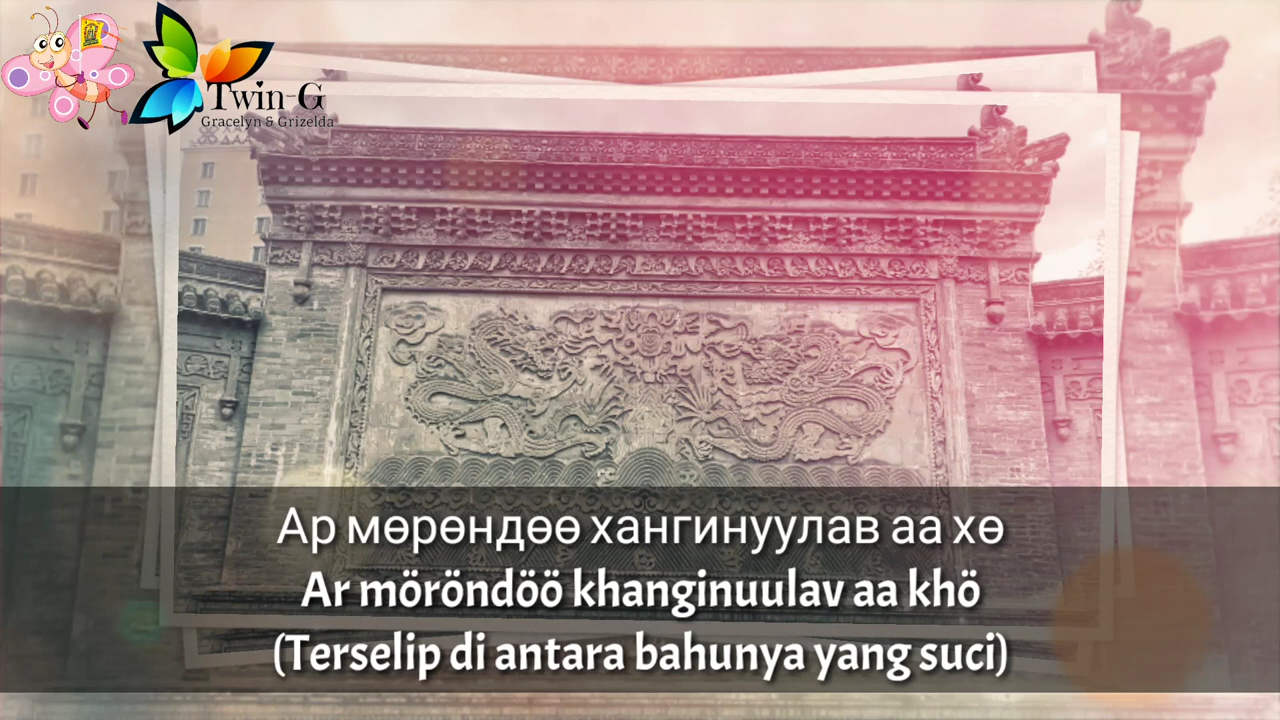 Twin-G
Gracelyn & Grizelda
Ар мөрөндөө хангинуулав аа хө
Ar möröndöö khanginuulav aa khö
(Terselip di antara bahunya yang suci)